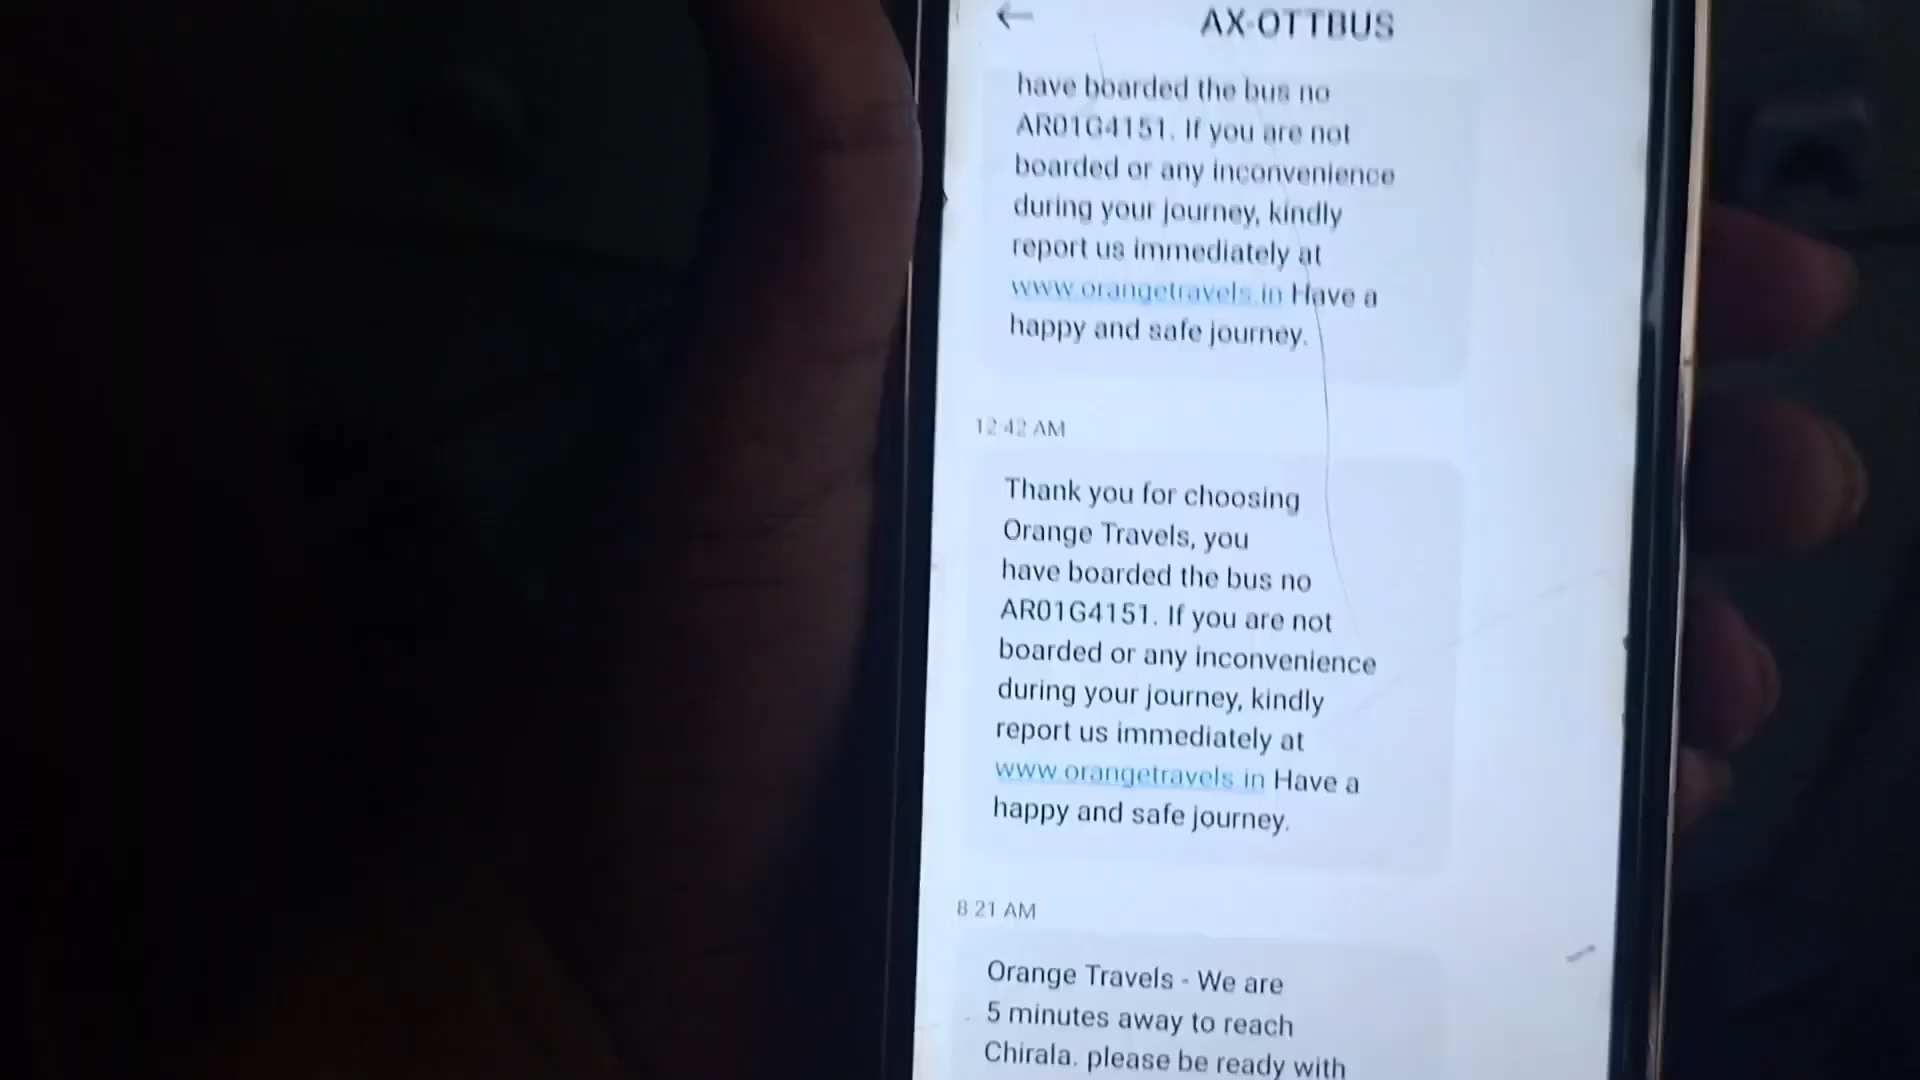 AX-OTTBUS
have boarded the bus no
AR01G4151. If you are not
boarded or any inconvenience
during your journey, kindly
report us immediately at
www.orangetravels.in Have a
happy and safe journey.
12:42 AM
Thank you for choosing
Orange Travels, you
have boarded the bus no
AR01G4151. If you are not
boarded or any inconvenience
during your journey, kindly
report us immediately at
www.orangetravels.in Have a
happy and safe journey.
8:21 AM
Orange Travels - We are
5 minutes away to reach
Chirala. please be ready with